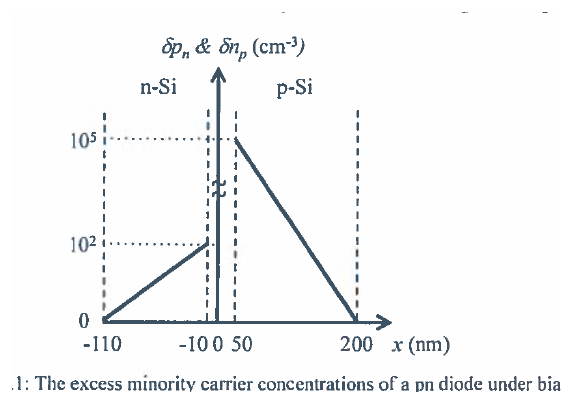 δpₙ & δnₚ (cm⁻³)
n-Si p-Si
10⁵
10²
0
-110 -10 0 50 200 x (nm)
.1: The excess minority carrier concentrations of a pn diode under bia